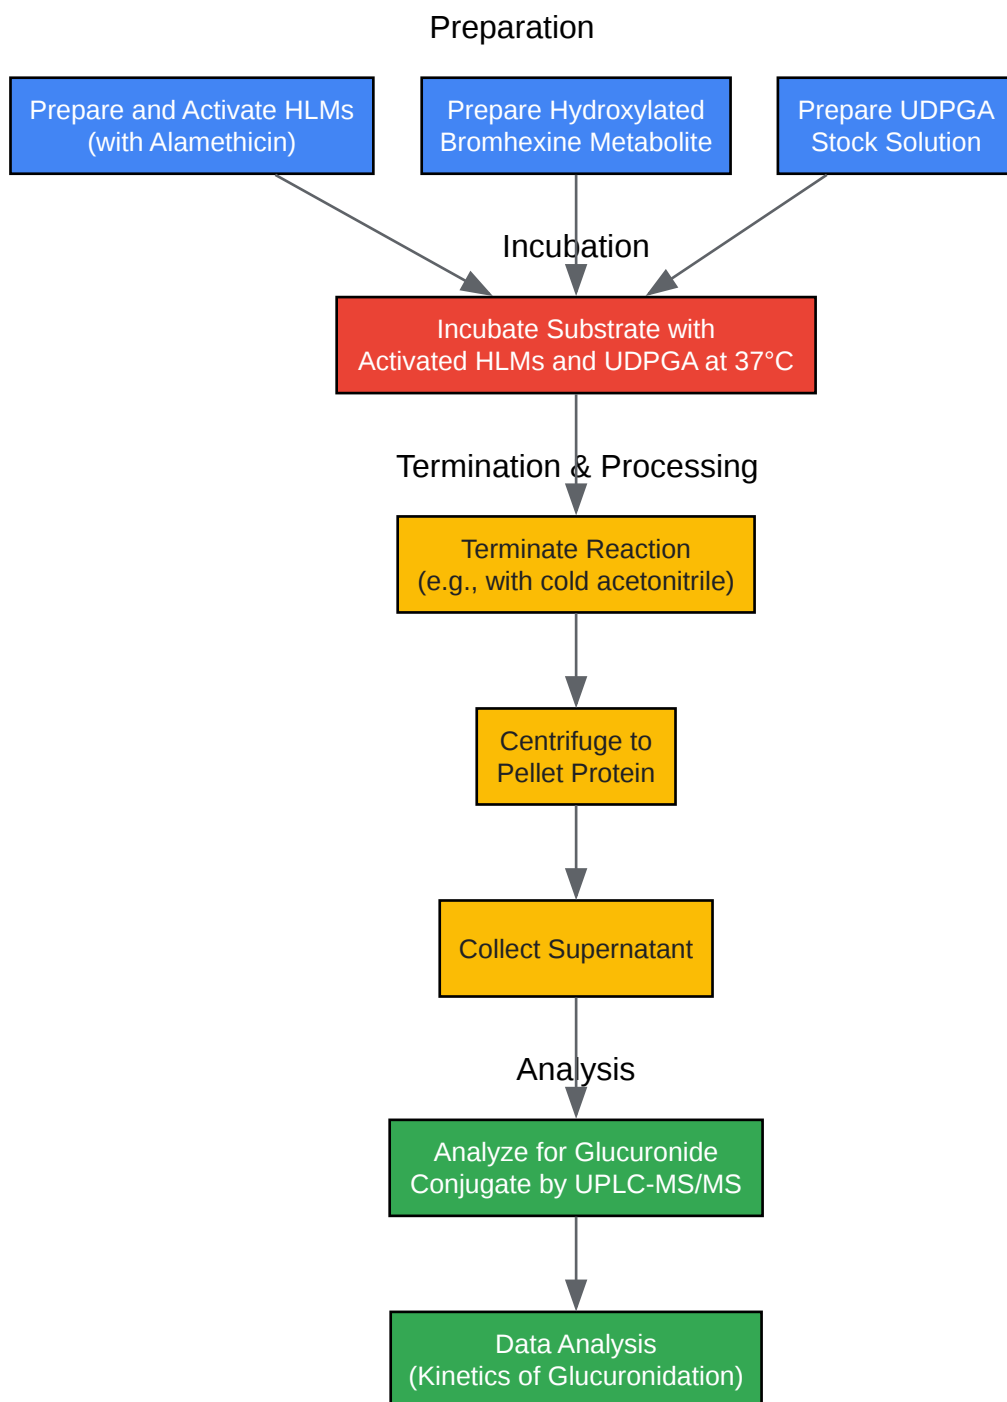 Preparation
Prepare and Activate HLMs
(with Alamethicin)
Prepare Hydroxylated
Bromhexine Metabolite
Prepare UDPGA
Stock Solution
Incubation
Incubate Substrate with
Activated HLMs and UDPGA at 37°C
Termination & Processing
Terminate Reaction
(e.g., with cold acetonitrile)
Centrifuge to
Pellet Protein
Collect Supernatant
Analysis
Analyze for Glucuronide
Conjugate by UPLC-MS/MS
Data Analysis
(Kinetics of Glucuronidation)